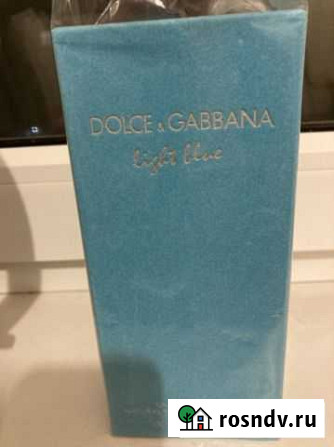 DOLCE & GABBANA
light blue
rosndv.ru